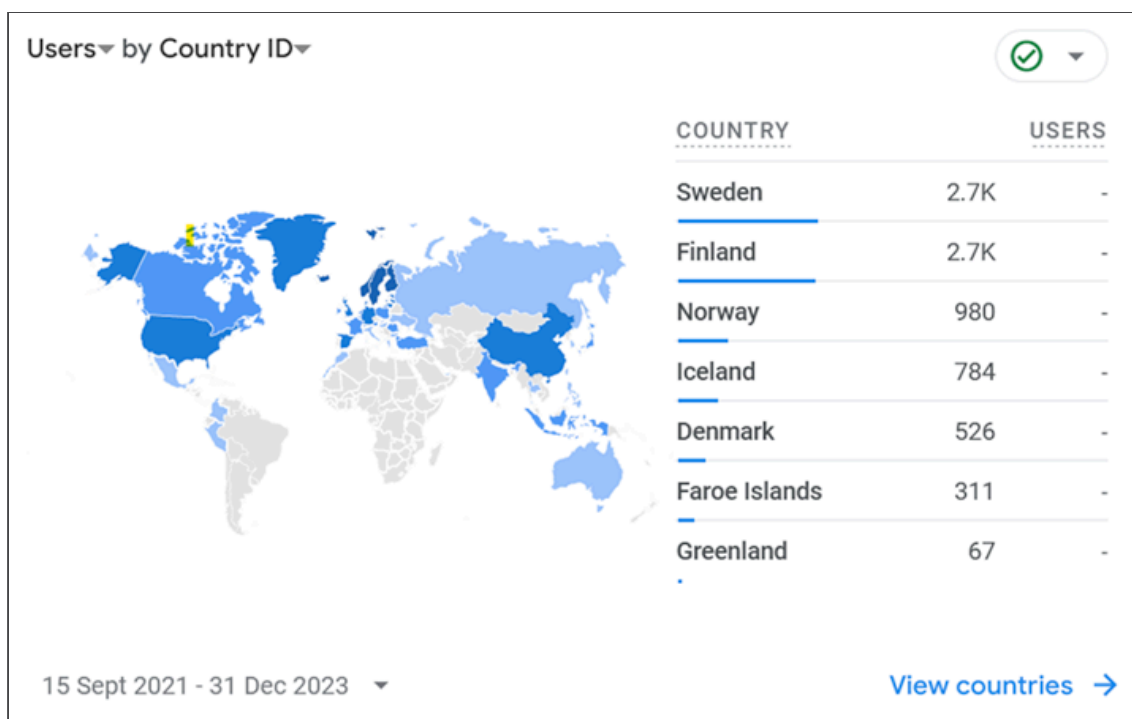 Users by Country ID
COUNTRY USERS
Sweden 2.7K -
Finland 2.7K -
Norway 980 -
Iceland 784 -
Denmark 526 -
Faroe Islands 311 -
Greenland 67 -
15 Sept 2021 - 31 Dec 2023
View countries →